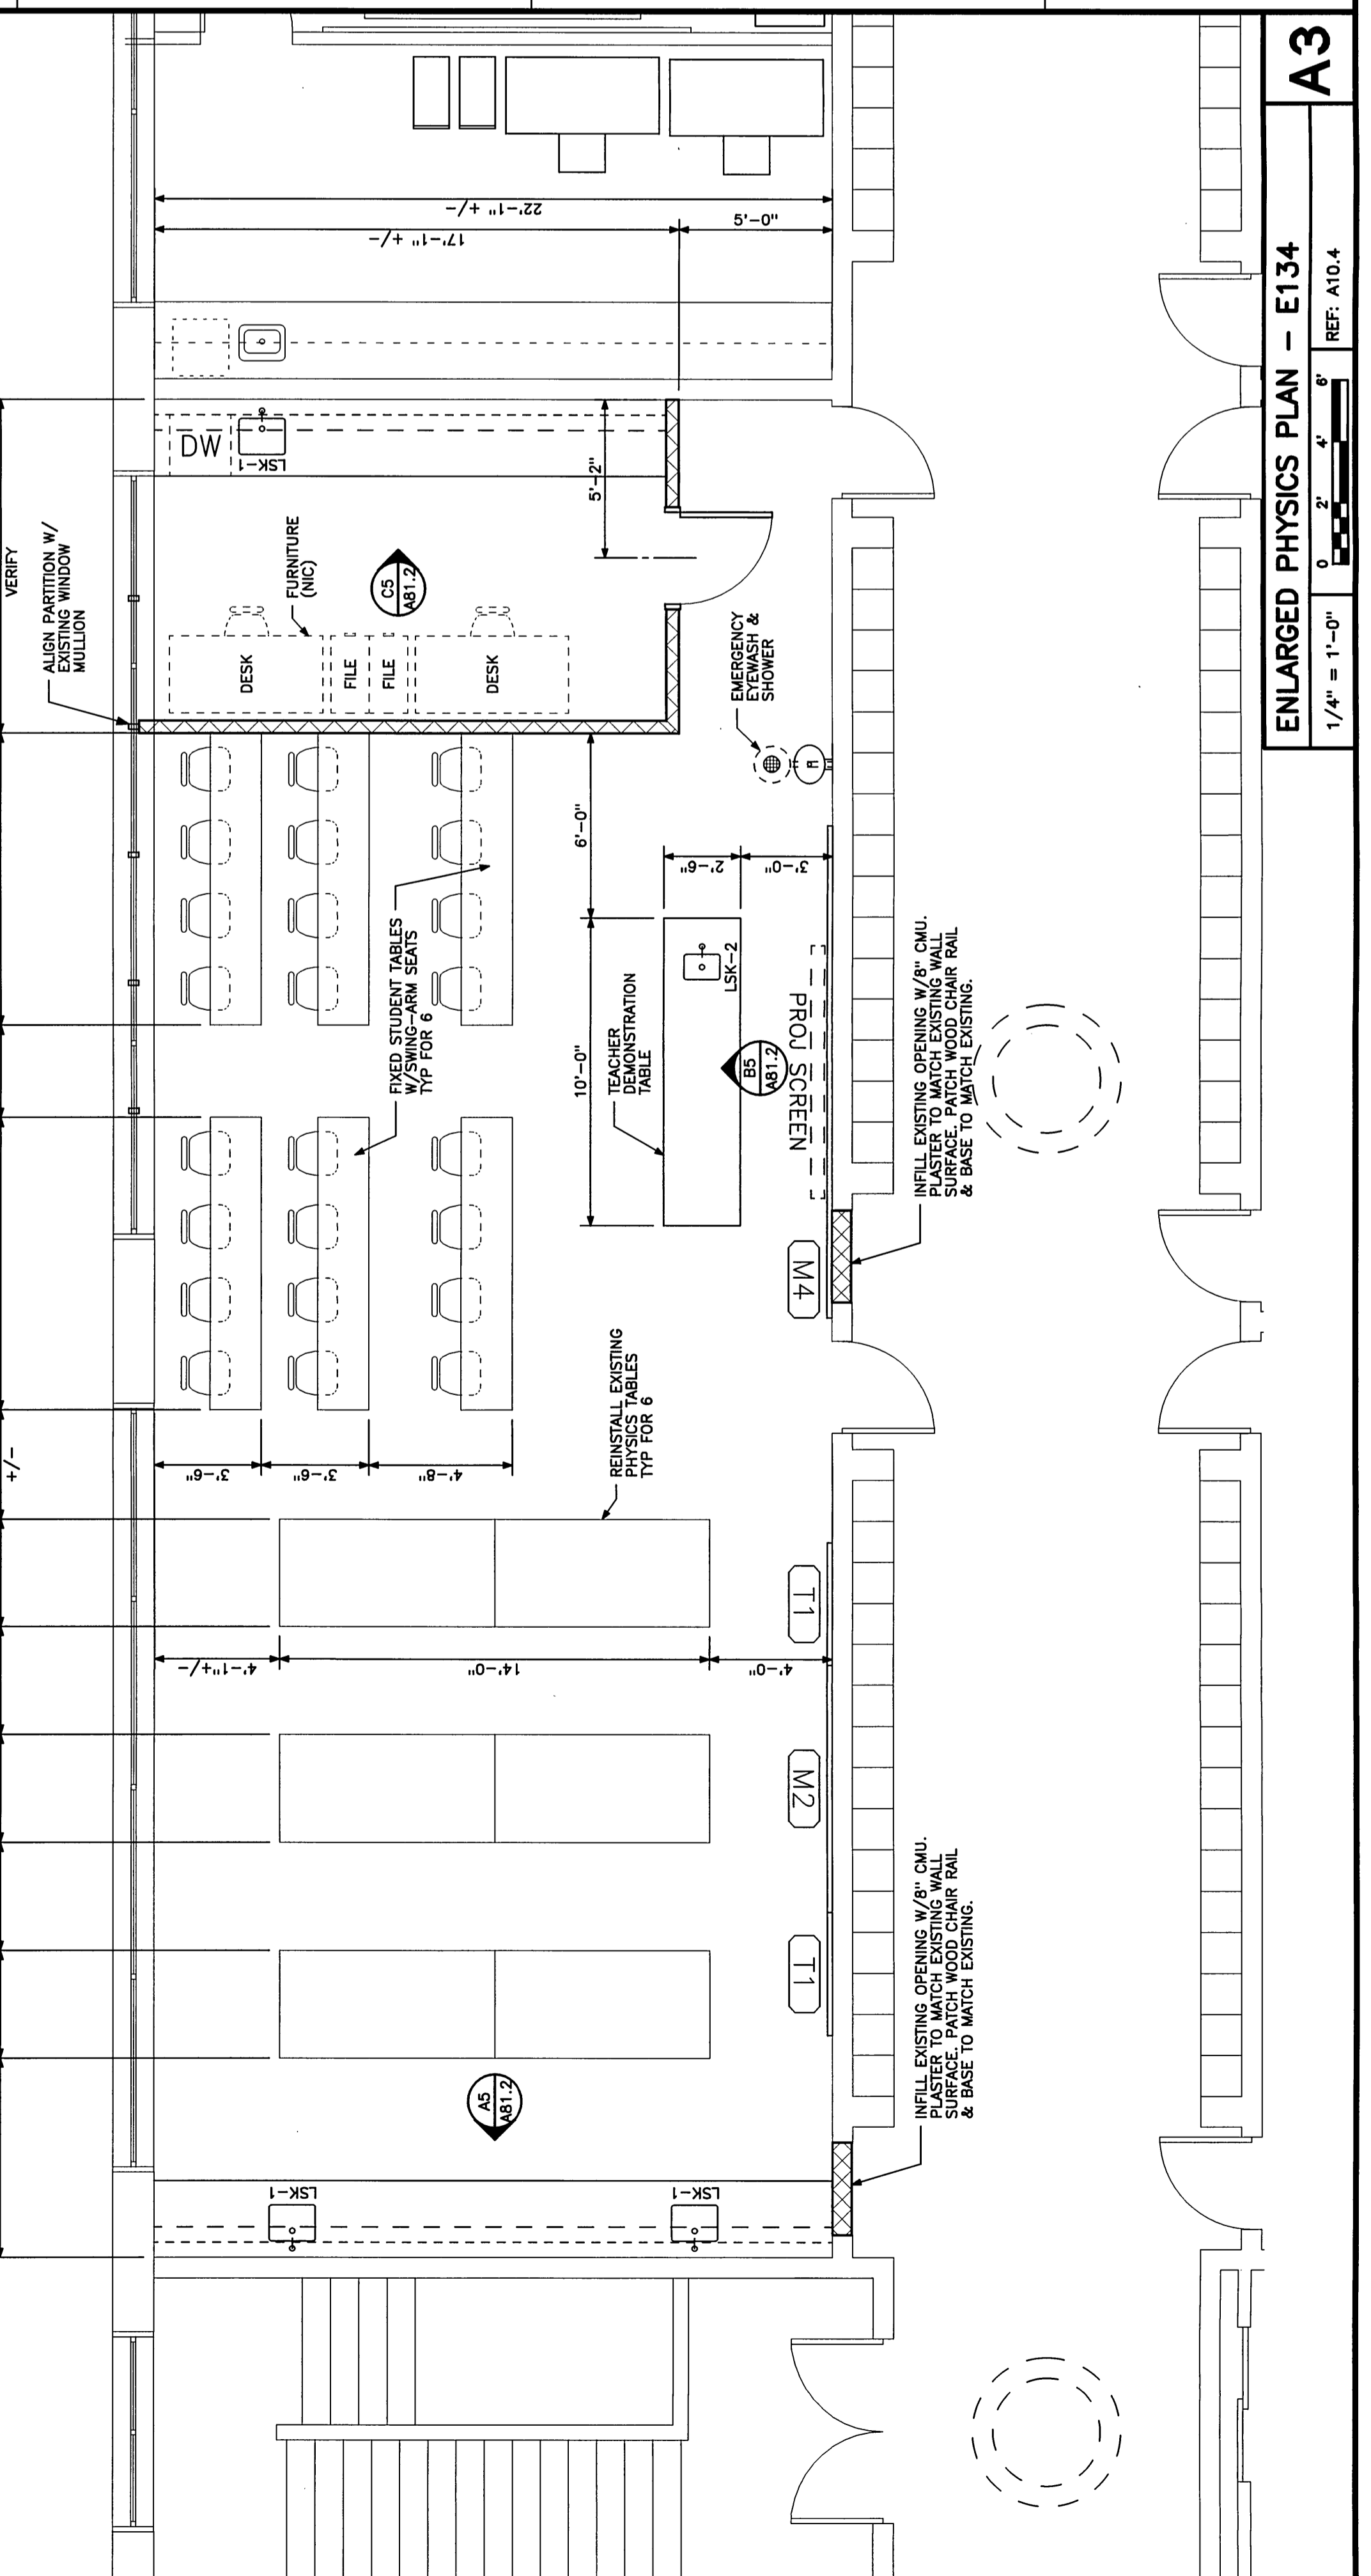 VERIFY
ALIGN PARTITION W/
EXISTING WINDOW
MULLION
22'-1" +/-
17'-1" +/-
5'-0"
DW
LSK-1
5'-2"
FURNITURE
(NIC)
C5
A81.2
DESK
FILE
FILE
DESK
EMERGENCY
EYEWASH &
SHOWER
6'-0"
2'-6"
3'-0"
FIXED STUDENT TABLES
W/SWING-ARM SEATS
TYP FOR 6
10'-0"
TEACHER
DEMONSTRATION
TABLE
LSK-2
B5
A81.2
PROJ SCREEN
INFILL EXISTING OPENING W/8" CMU.
PLASTER TO MATCH EXISTING WALL
SURFACE. PATCH WOOD CHAIR RAIL
& BASE TO MATCH EXISTING.
M4
+/-
3'-6"
3'-6"
4'-8"
REINSTALL EXISTING
PHYSICS TABLES
TYP FOR 6
T1
4'-1"+/-
14'-0"
4'-0"
M2
T1
INFILL EXISTING OPENING W/8" CMU.
PLASTER TO MATCH EXISTING WALL
SURFACE. PATCH WOOD CHAIR RAIL
& BASE TO MATCH EXISTING.
A5
A81.2
LSK-1
LSK-1
ENLARGED PHYSICS PLAN - E134
A3
1/4" = 1'-0"
0 2' 4' 6'
REF: A10.4